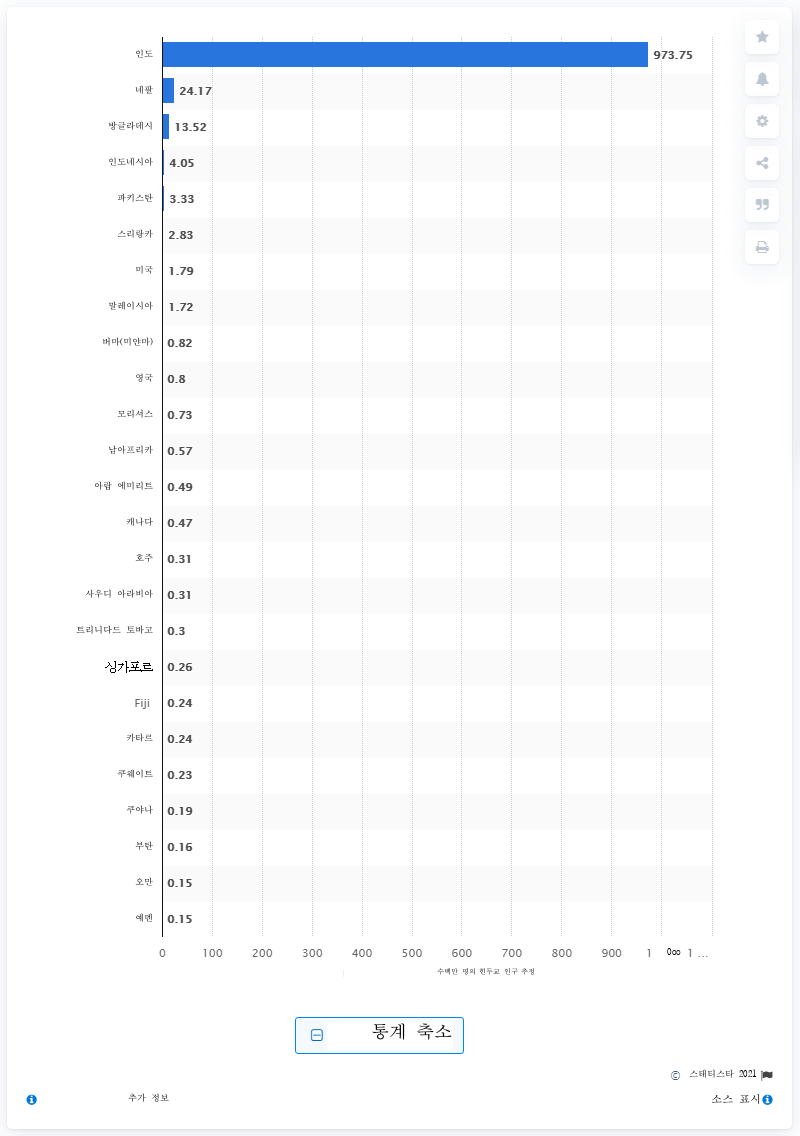 인도 973.75
네팔 24.17
방글라데시 13.52
인도네시아 4.05
파키스탄 3.33
스리랑카 2.83
미국 1.79
말레이시아 1.72
버마(미얀마) 0.82
영국 0.8
모리셔스 0.73
남아프리카 0.57
아랍 에미리트 0.49
캐나다 0.47
호주 0.31
사우디 아라비아 0.31
트리니다드 토바고 0.3
싱가포르 0.26
Fiji 0.24
카타르 0.24
쿠웨이트 0.23
쿠야나 0.19
부탄 0.16
오만 0.15
예멘 0.15
0 100 200 300 400 500 600 700 800 900 1 0oo 1 ...
수백만 명의 힌두교 인구 추정
통계 축소
© 스태티스타 2021
추가 정보 소스 표시